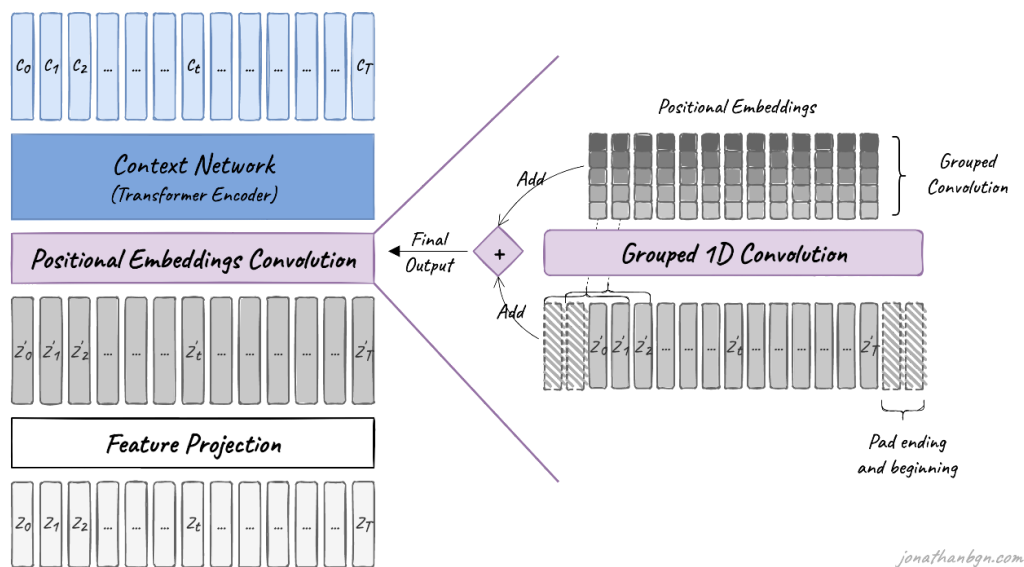 c0 c1 c2 ... ... ... ct ... ... ... ... ... cT
Context Network
(Transformer Encoder)
Positional Embeddings Convolution
z'0 z'1 z'2 ... ... ... z't ... ... ... ... ... z'T
Feature Projection
z0 z1 z2 ... ... ... zt ... ... ... ... ... zT
Positional Embeddings
Grouped
Convolution
Add
Final
Output
+
Grouped 1D Convolution
Add
z'0 z'1 z'2 ... ... ... z't ... ... ... ... ... z'T
Pad ending
and beginning
jonathanbgn.com